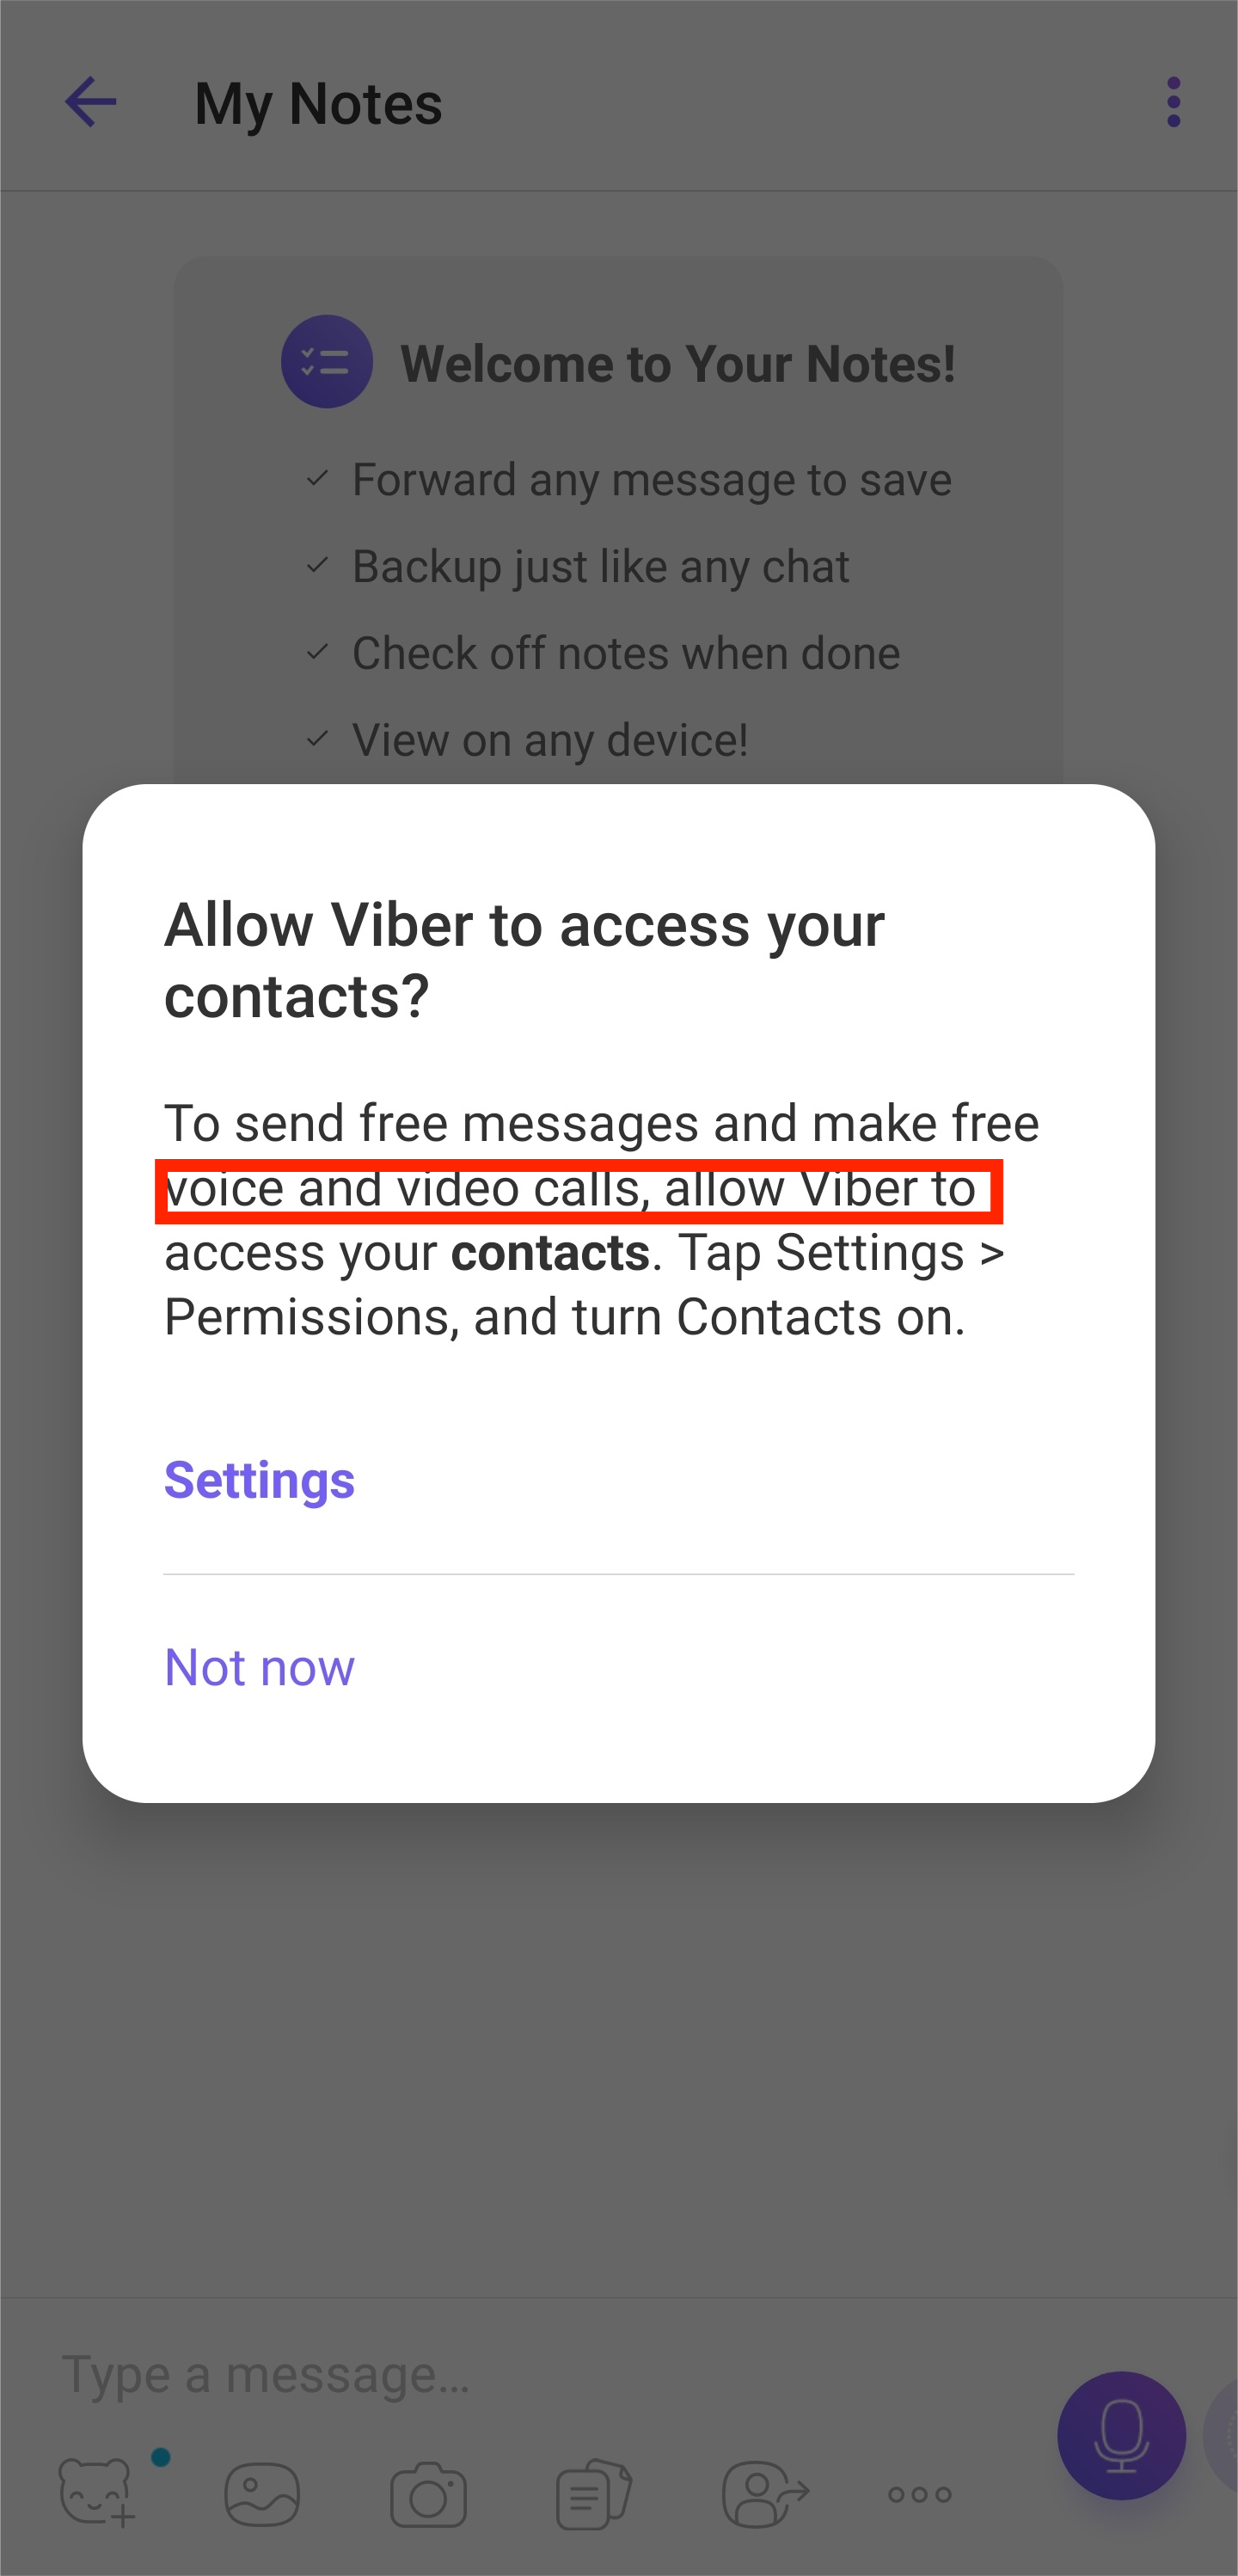 My Notes
Welcome to Your Notes!
Forward any message to save
Backup just like any chat
Check off notes when done
View on any device!
Allow Viber to access your
contacts?
To send free messages and make free
voice and video calls, allow Viber to
access your contacts. Tap Settings >
Permissions, and turn Contacts on.
Settings
Not now
Type a message...